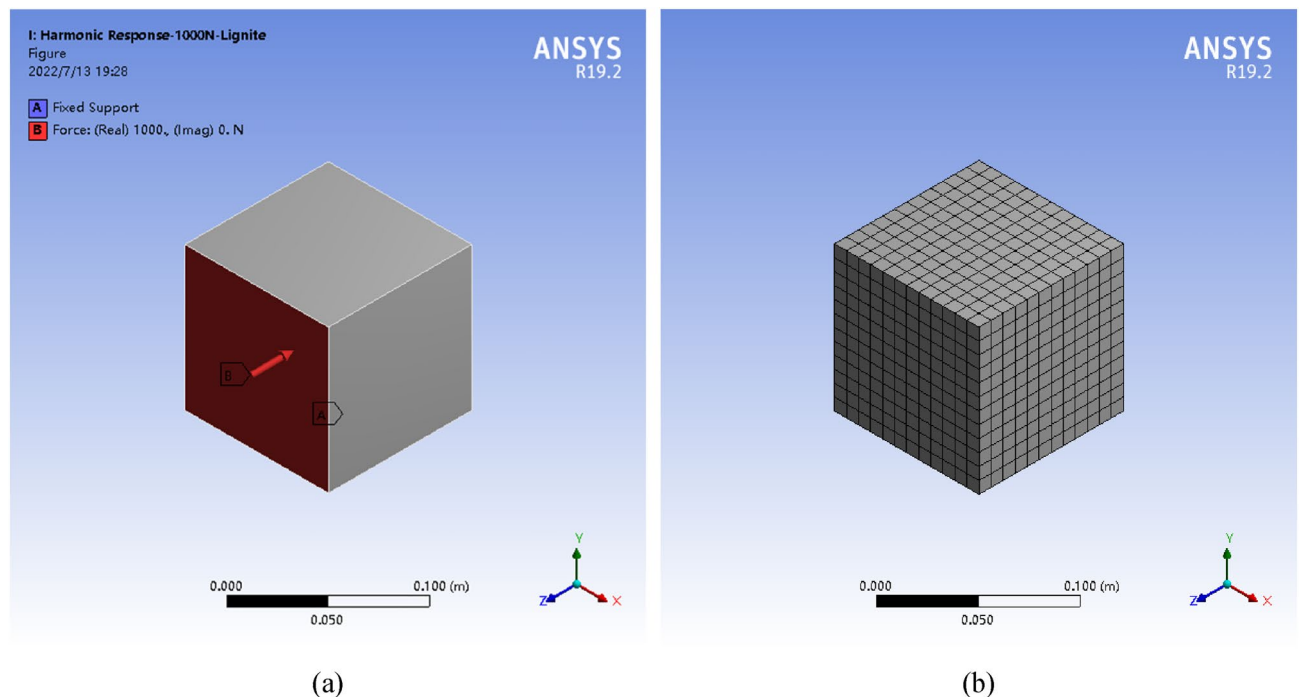 I: Harmonic Response-1000N-Lignite
Figure
2022/7/13 19:28
A Fixed Support
B Force: (Real) 1000., (Imag) 0. N
ANSYS
R19.2
B
A
0.000 0.100 (m)
0.050
Y
Z X
(a)
ANSYS
R19.2
0.000 0.100 (m)
0.050
Y
Z X
(b)